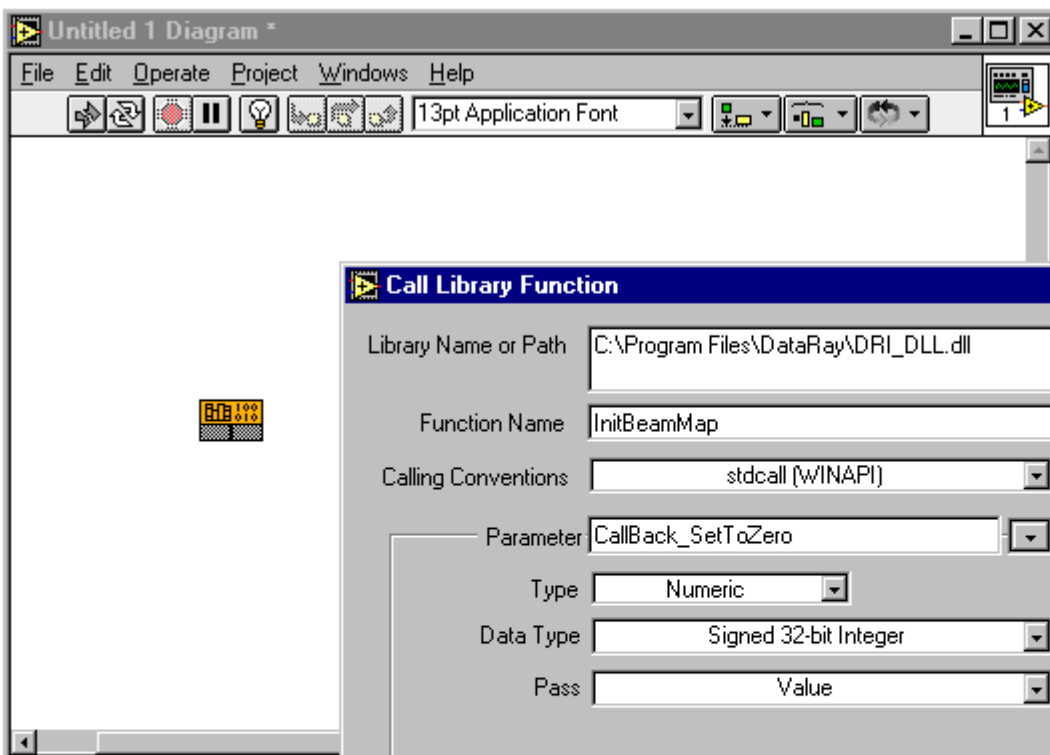 Untitled 1 Diagram *
File Edit Operate Project Windows Help
13pt Application Font
1
Call Library Function
Library Name or Path C:\Program Files\DataRay\DRI_DLL.dll
Function Name InitBeamMap
Calling Conventions stdcall (WINAPI)
Parameter CallBack_SetToZero
Type Numeric
Data Type Signed 32-bit Integer
Pass Value